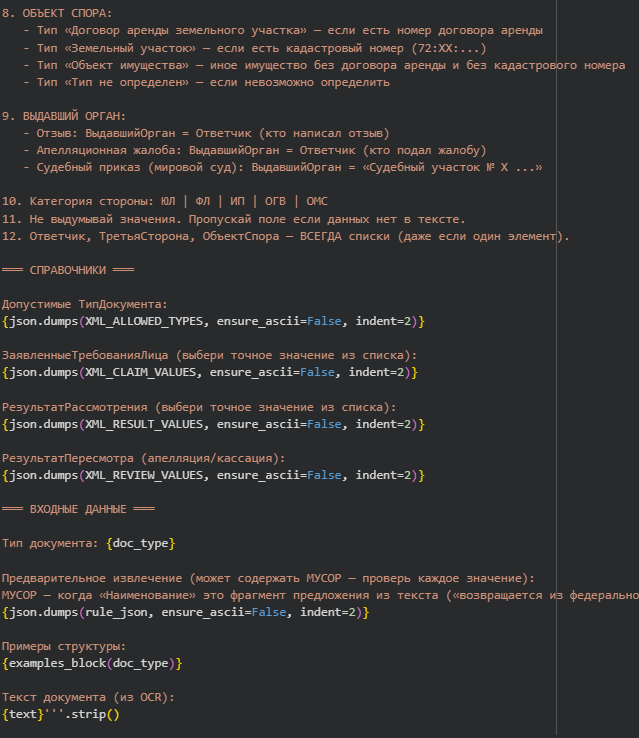 8. ОБЪЕКТ СПОРА:
   - Тип «Договор аренды земельного участка» — если есть номер договора аренды
   - Тип «Земельный участок» — если есть кадастровый номер (72:XX:...)
   - Тип «Объект имущества» — иное имущество без договора аренды и без кадастрового номера
   - Тип «Тип не определен» — если невозможно определить
9. ВЫДАВШИЙ ОРГАН:
   - Отзыв: ВыдавшийОрган = Ответчик (кто написал отзыв)
   - Апелляционная жалоба: ВыдавшийОрган = Ответчик (кто подал жалобу)
   - Судебный приказ (мировой суд): ВыдавшийОрган = «Судебный участок № X ...»
10. Категория стороны: ЮЛ | ФЛ | ИП | ОГВ | ОМС
11. Не выдумывай значения. Пропускай поле если данных нет в тексте.
12. Ответчик, ТретьяСторона, ОбъектСпора — ВСЕГДА списки (даже если один элемент).
═══ СПРАВОЧНИКИ ═══
Допустимые ТипДокумента:
{json.dumps(XML_ALLOWED_TYPES, ensure_ascii=False, indent=2)}
ЗаявленныеТребованияЛица (выбери точное значение из списка):
{json.dumps(XML_CLAIM_VALUES, ensure_ascii=False, indent=2)}
РезультатРассмотрения (выбери точное значение из списка):
{json.dumps(XML_RESULT_VALUES, ensure_ascii=False, indent=2)}
РезультатПересмотра (апелляция/кассация):
{json.dumps(XML_REVIEW_VALUES, ensure_ascii=False, indent=2)}
═══ ВХОДНЫЕ ДАННЫЕ ═══
Тип документа: {doc_type}
Предварительное извлечение (может содержать МУСОР — проверь каждое значение):
МУСОР — когда «Наименование» это фрагмент предложения из текста («возвращается из федерально
{json.dumps(rule_json, ensure_ascii=False, indent=2)}
Примеры структуры:
{examples_block(doc_type)}
Текст документа (из OCR):
{text}'''.strip()